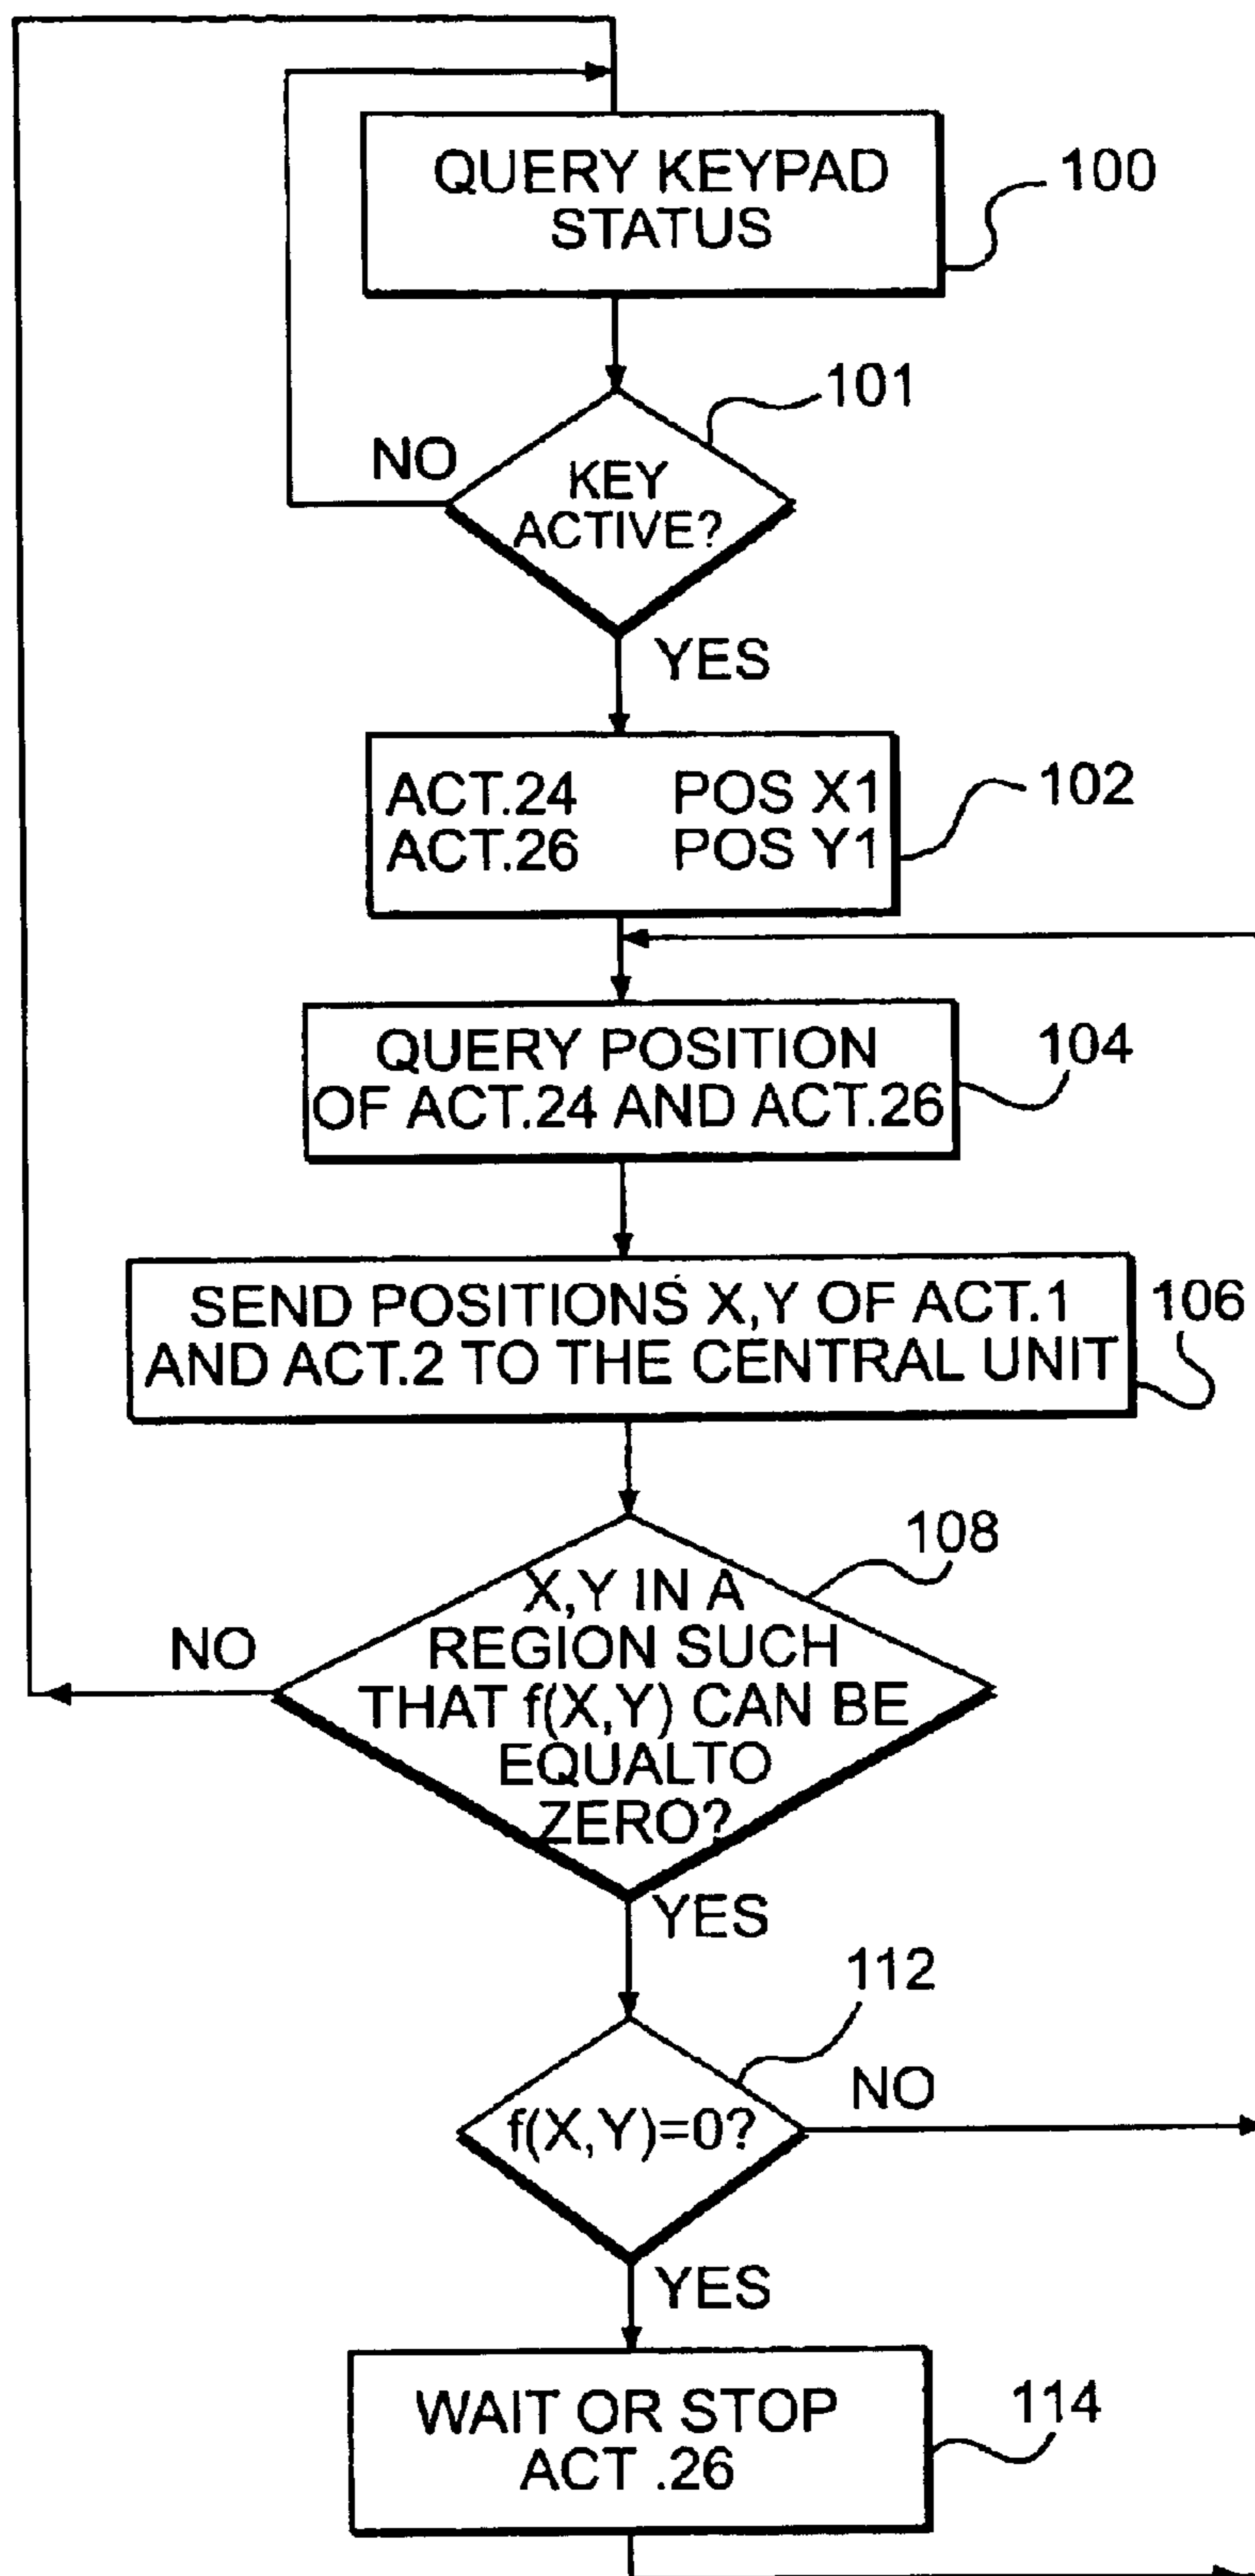 QUERY KEYPAD
STATUS
100
101
NO
KEY
ACTIVE?
YES
ACT.24 POS X1
ACT.26 POS Y1
102
QUERY POSITION
OF ACT.24 AND ACT.26
104
SEND POSITIONS X,Y OF ACT.1
AND ACT.2 TO THE CENTRAL UNIT
106
108
NO
X,Y IN A
REGION SUCH
THAT f(X,Y) CAN BE
EQUALTO
ZERO?
YES
112
NO
f(X,Y)=0?
YES
WAIT OR STOP
ACT .26
114